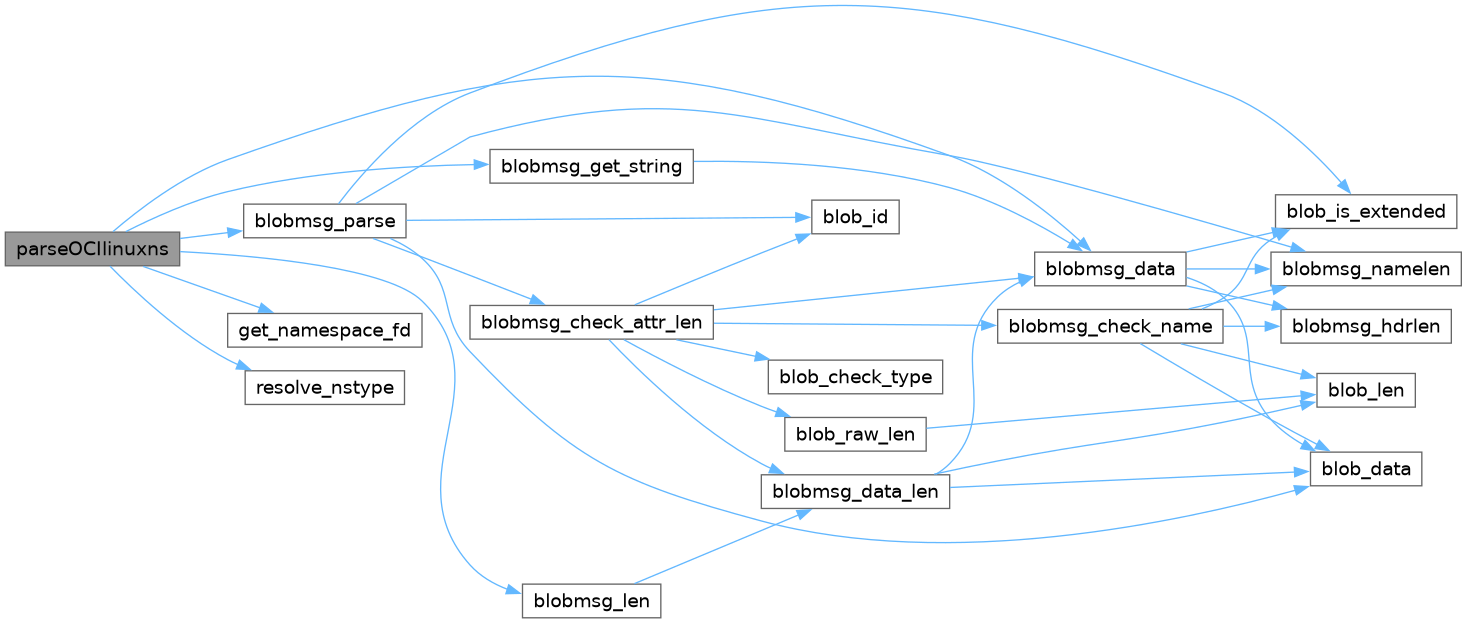 parseOCIlinuxns
blobmsg_parse
get_namespace_fd
resolve_nstype
blobmsg_get_string
blobmsg_check_attr_len
blobmsg_len
blob_id
blob_check_type
blob_raw_len
blobmsg_data_len
blobmsg_data
blobmsg_check_name
blob_is_extended
blobmsg_namelen
blobmsg_hdrlen
blob_len
blob_data